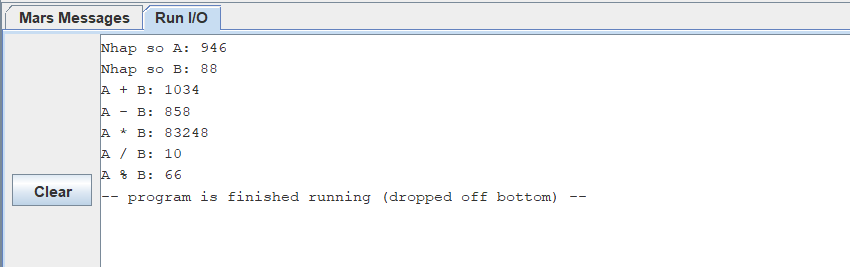 Mars Messages Run I/O
Nhap so A: 946
Nhap so B: 88
A + B: 1034
A - B: 858
A * B: 83248
A / B: 10
A % B: 66
Clear
-- program is finished running (dropped off bottom) --